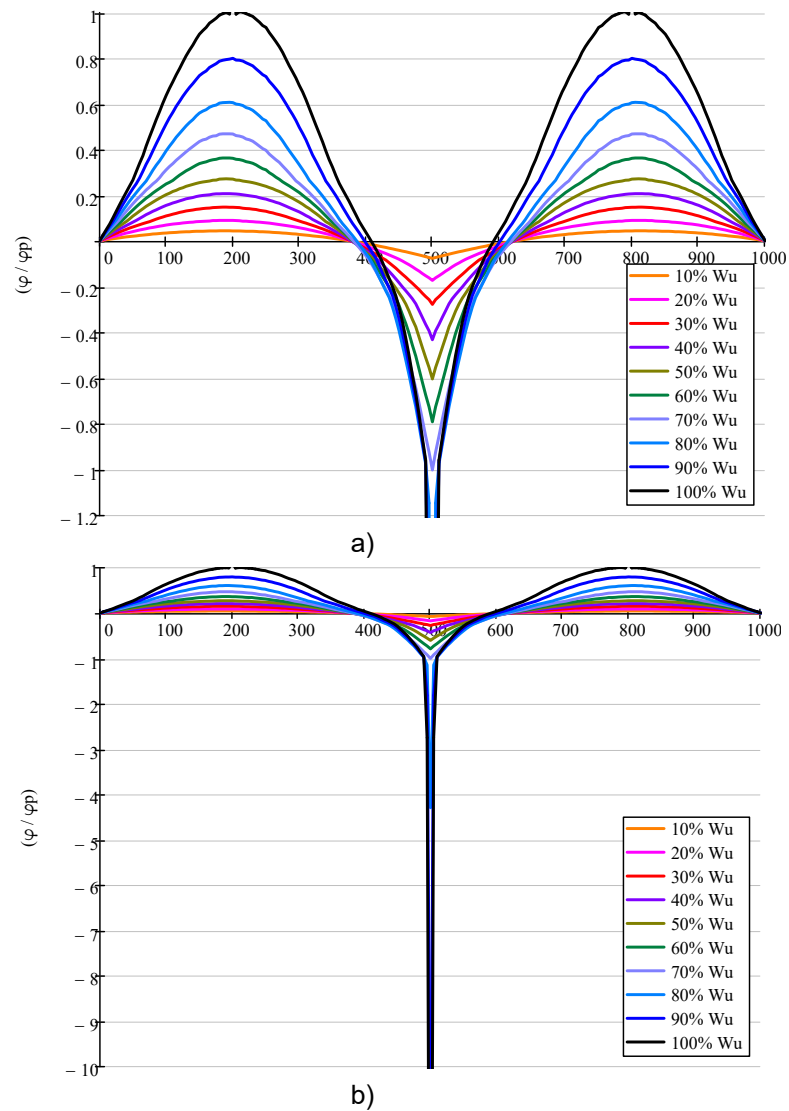 1
0.8
0.6
0.4
0.2
0 100 200 300 400 500 600 700 800 900 1000
− 0.2
− 0.4
− 0.6
− 0.8
− 1
− 1.2
(φ / φp)
10% Wu
20% Wu
30% Wu
40% Wu
50% Wu
60% Wu
70% Wu
80% Wu
90% Wu
100% Wu
a)
1
0 100 200 300 400 500 600 700 800 900 1000
− 1
− 2
− 3
− 4
− 5
− 6
− 7
− 8
− 9
− 10
(φ / φp)
10% Wu
20% Wu
30% Wu
40% Wu
50% Wu
60% Wu
70% Wu
80% Wu
90% Wu
100% Wu
b)